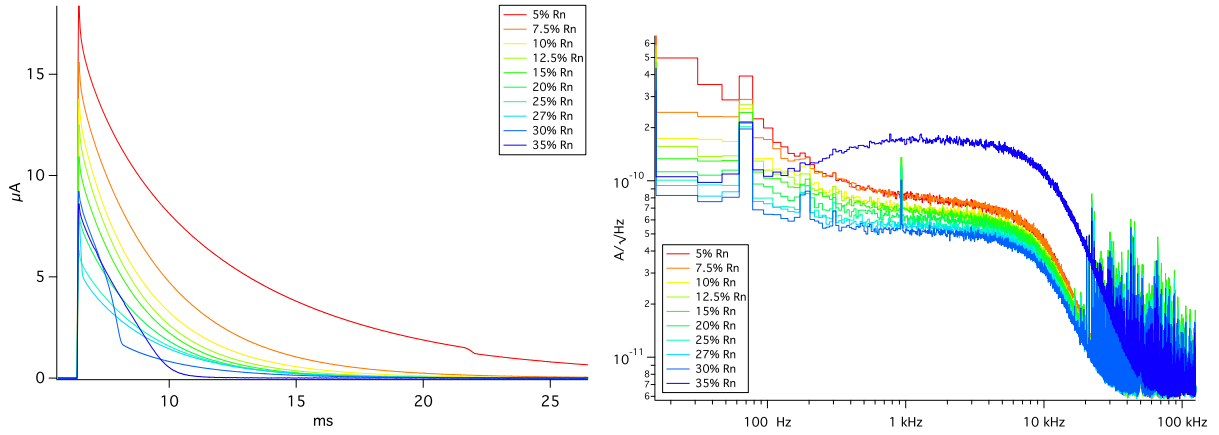 15
10
5
0
µA
10
15
20
25
ms
5% Rn
7.5% Rn
10% Rn
12.5% Rn
15% Rn
20% Rn
25% Rn
27% Rn
30% Rn
35% Rn
6
5
4
3
2
10-10
9
8
7
6
5
4
3
2
10-11
9
8
7
6
A/√Hz
100 Hz
1 kHz
10 kHz
100 kHz
5% Rn
7.5% Rn
10% Rn
12.5% Rn
15% Rn
20% Rn
25% Rn
27% Rn
30% Rn
35% Rn